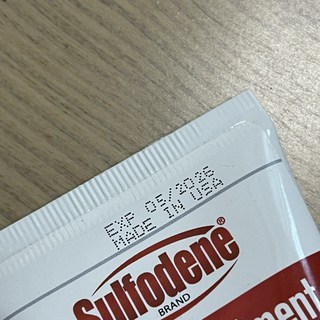 EXP 05/2026
MADE IN USA
Sulfodene®
BRAND